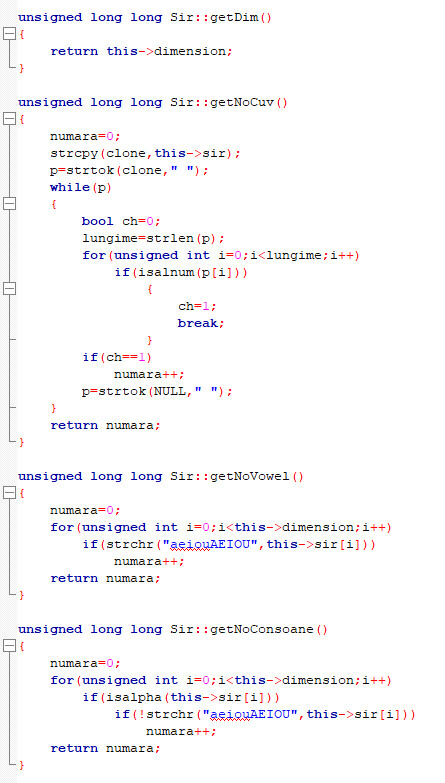 unsigned long long Sir::getDim()
{
return this->dimension;
}
unsigned long long Sir::getNoCuv()
{
numara=0;
strcpy(clone,this->sir);
p=strtok(clone," ");
while(p)
{
bool ch=0;
lungime=strlen(p);
for(unsigned int i=0;i<lungime;i++)
if(isalnum(p[i]))
{
ch=1;
break;
}
if(ch==1)
numara++;
p=strtok(NULL," ");
}
return numara;
}
unsigned long long Sir::getNoVowel()
{
numara=0;
for(unsigned int i=0;i<this->dimension;i++)
if(strchr("aeiouAEIOU",this->sir[i]))
numara++;
return numara;
}
unsigned long long Sir::getNoConsoane()
{
numara=0;
for(unsigned int i=0;i<this->dimension;i++)
if(isalpha(this->sir[i]))
if(!strchr("aeiouAEIOU",this->sir[i]))
numara++;
return numara;
}